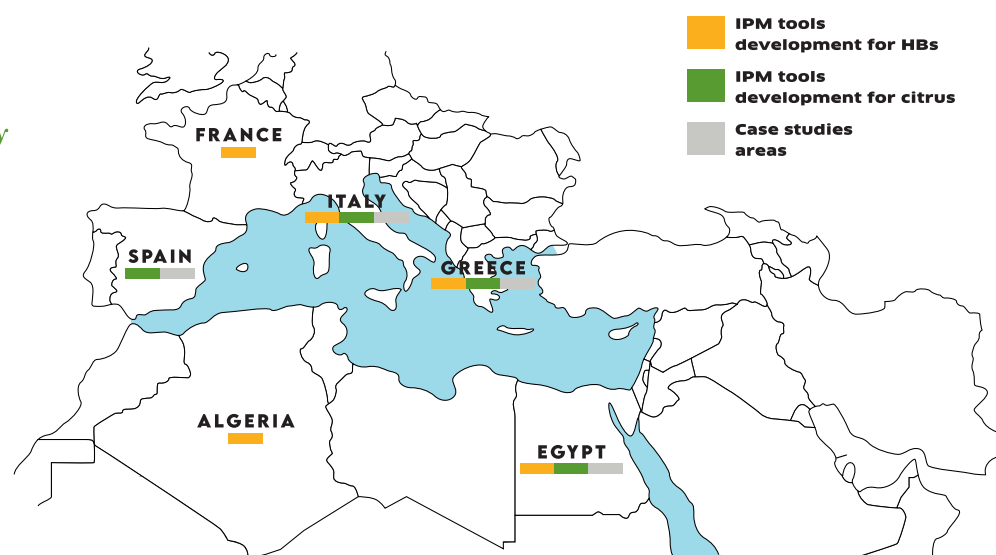 IPM tools
development for HBs
IPM tools
development for citrus
Case studies
areas
FRANCE
ITALY
SPAIN
GREECE
ALGERIA
EGYPT